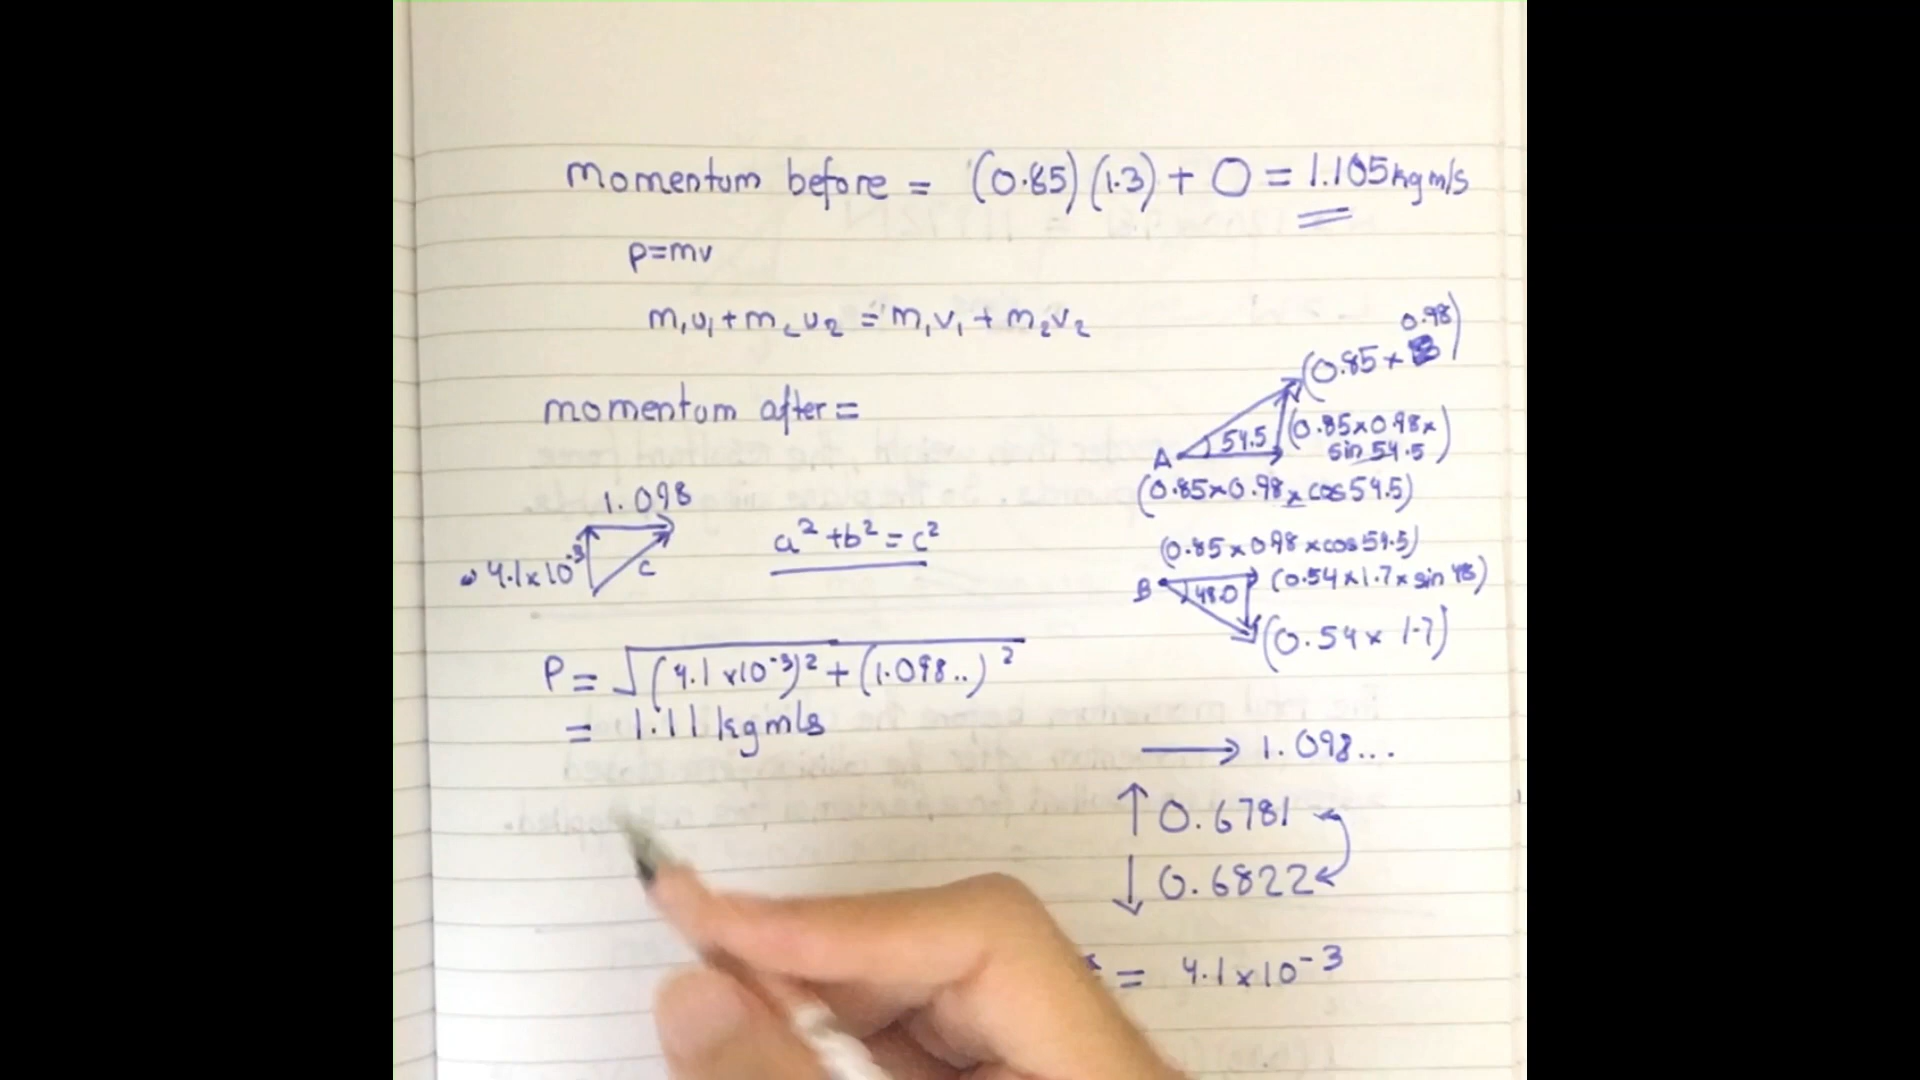 momentum before = (0.85)(1.3) + 0 = 1.105 kg m/s
p=mv
m₁u₁ + m₂u₂ = m₁v₁ + m₂v₂
momentum after =
1.098
4.1×10⁻³
c
a² + b² = c²
P = √(4.1×10⁻³)² + (1.098..)²
= 1.11 kg m/s
0.98)
(0.85×
A 54.5 (0.85×0.98×
sin 54.5)
(0.85×0.98×cos54.5)
(0.85×0.98×cos54.5)
B 48.0 (0.54×1.7×sin 48)
(0.54×1.7)
→ 1.098...
↑ 0.6781
↓ 0.6822
= 4.1×10⁻³